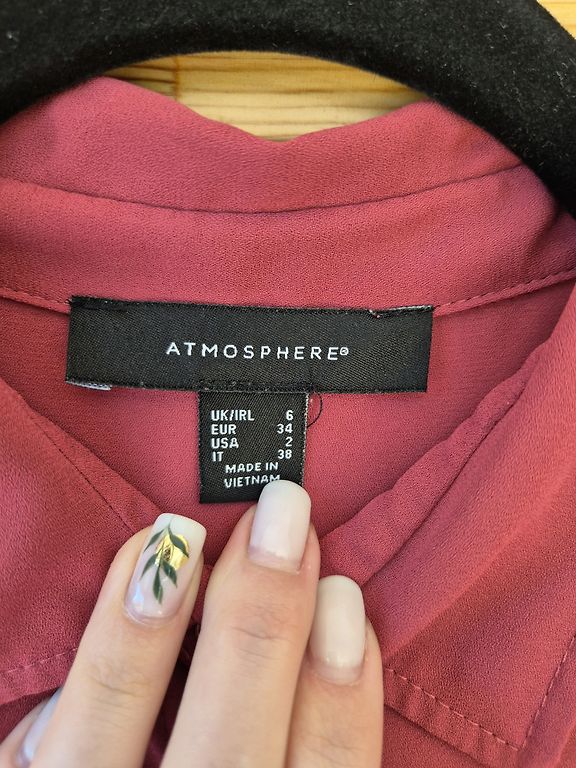 ATMOSPHERE®
UK/IRL 6
EUR 34
USA 2
IT 38
MADE IN
VIETNAM